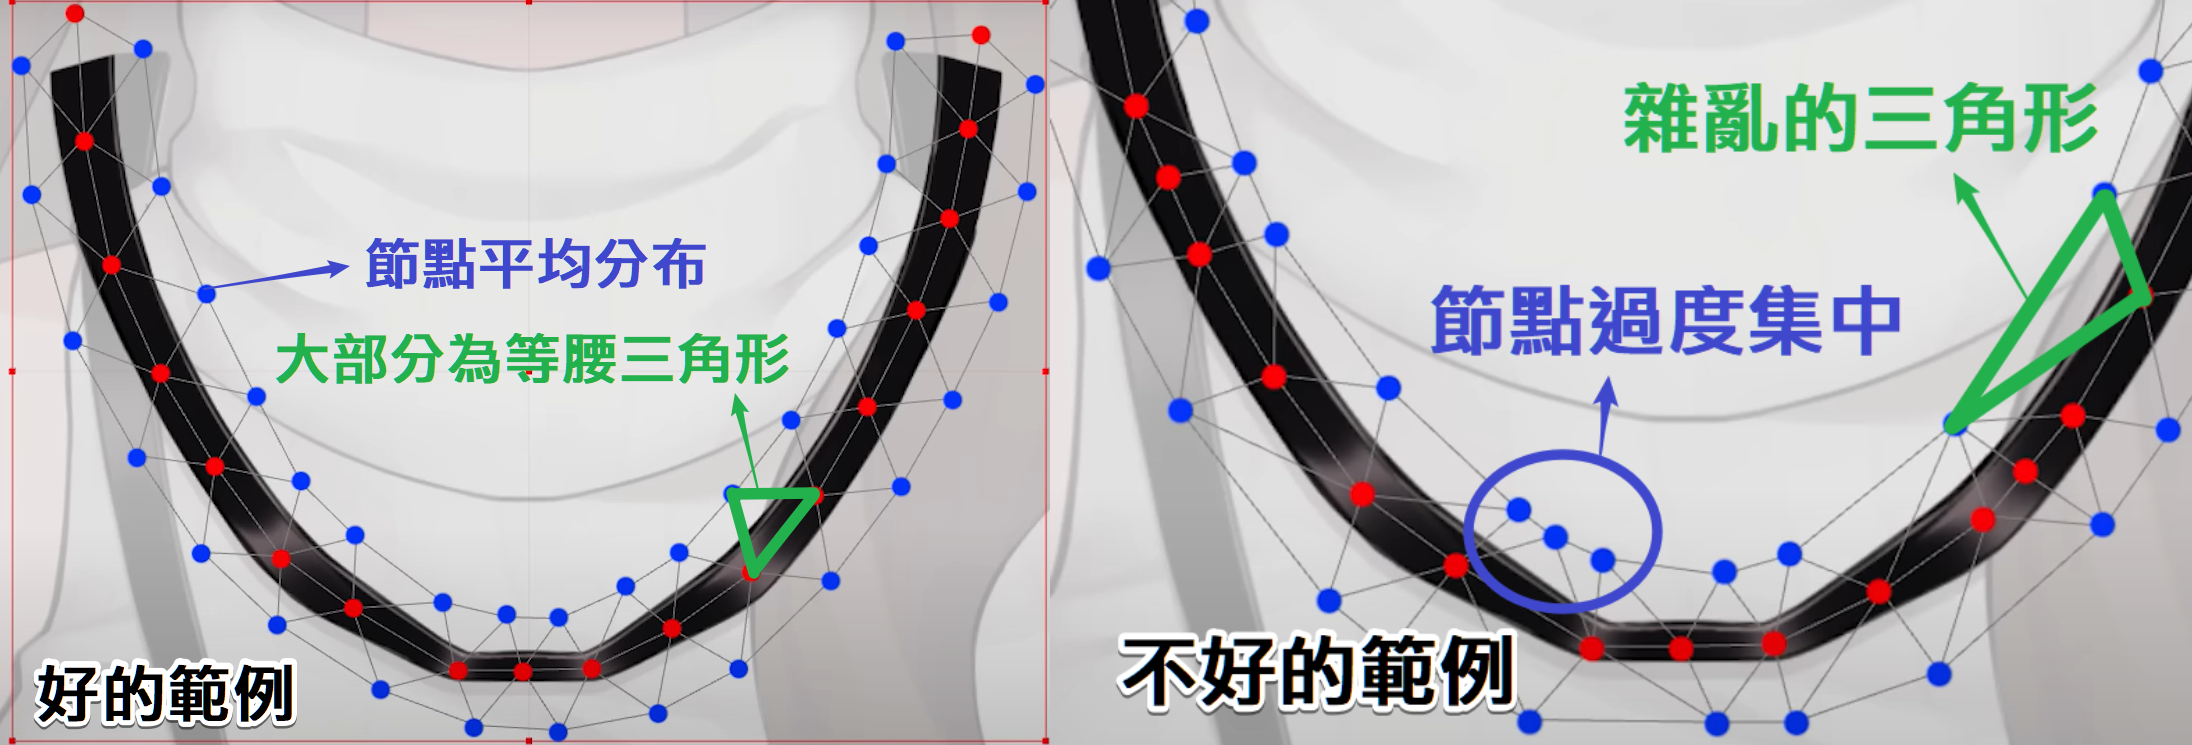 節點平均分布
大部分為等腰三角形
好的範例
雜亂的三角形
節點過度集中
不好的範例